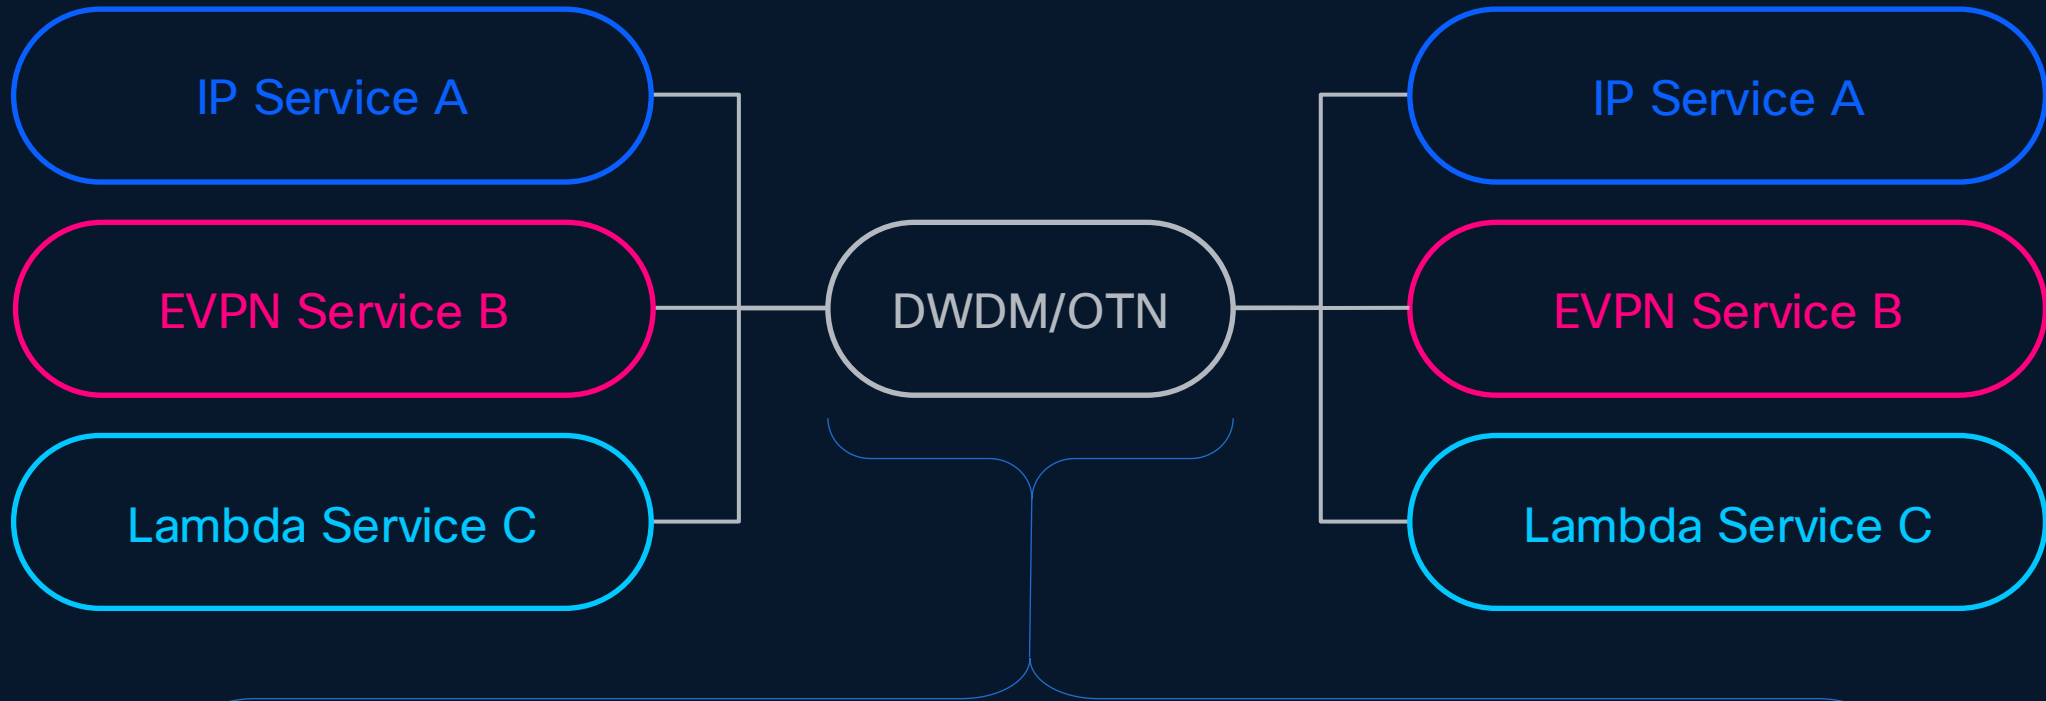 IP Service A
IP Service A
EVPN Service B
DWDM/OTN
EVPN Service B
Lambda Service C
Lambda Service C